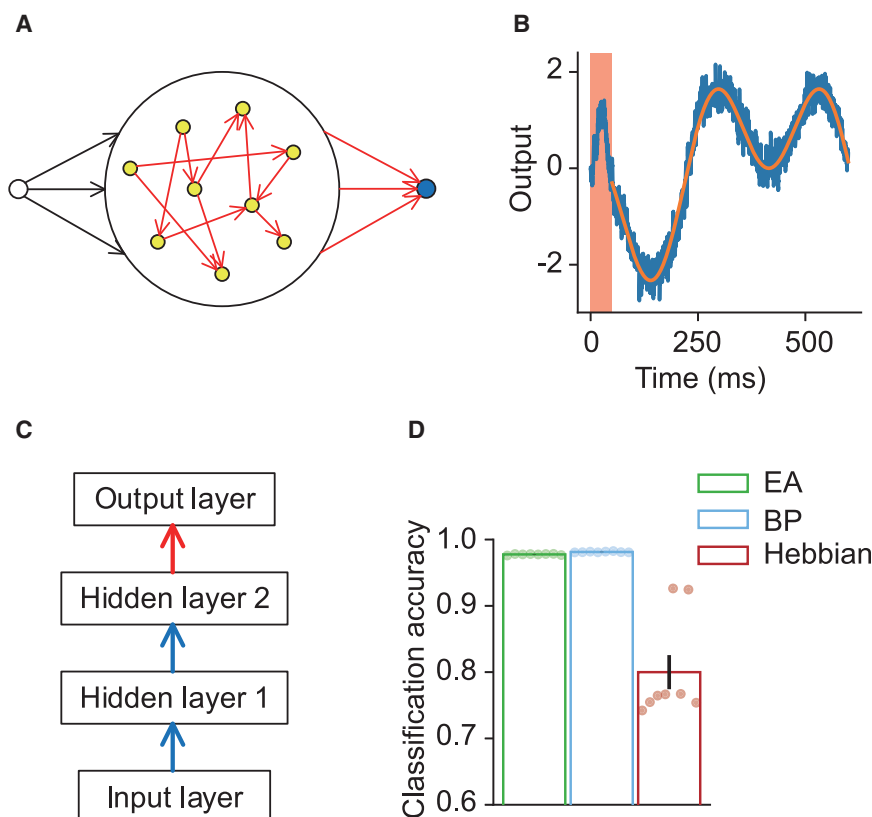 A
B
2
0
-2
Output
0
250
500
Time (ms)
C
Output layer
Hidden layer 2
Hidden layer 1
Input layer
D
EA
BP
Hebbian
1.0
0.9
0.8
0.7
0.6
Classification accuracy